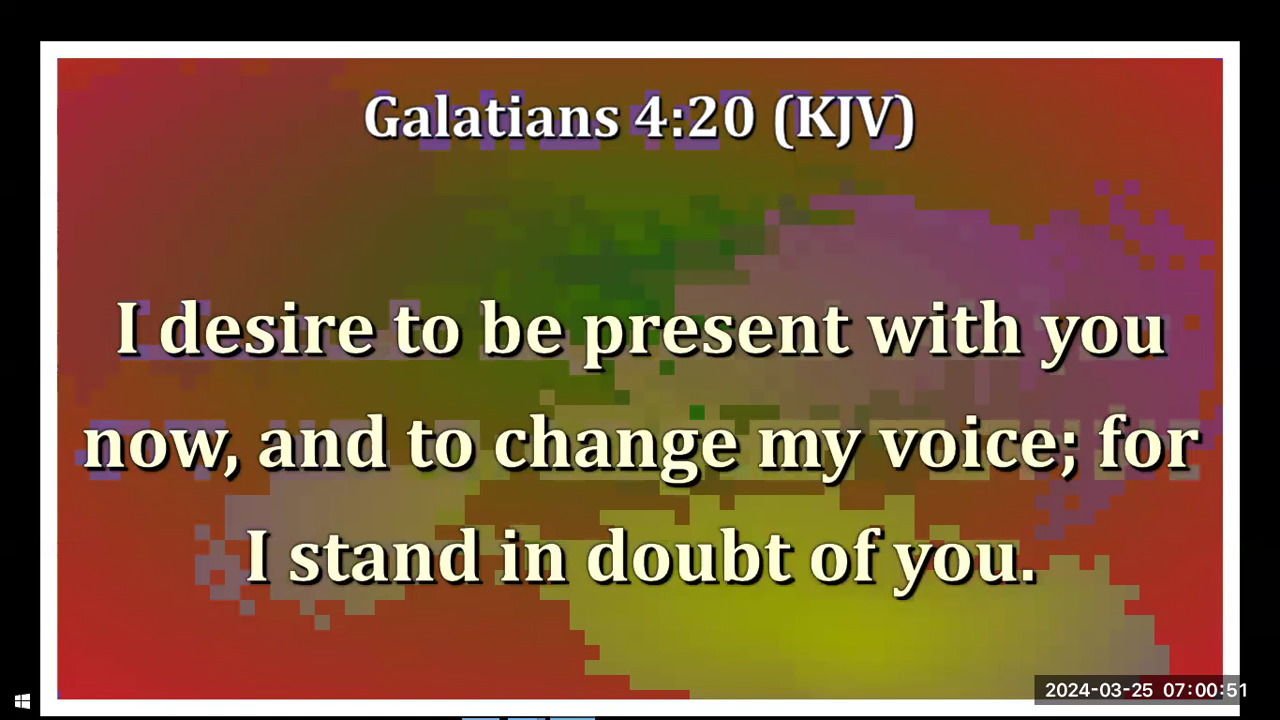 Galatians 4:20 (KJV)
I desire to be present with you
now, and to change my voice; for
I stand in doubt of you.
2024-03-25 07:00:51